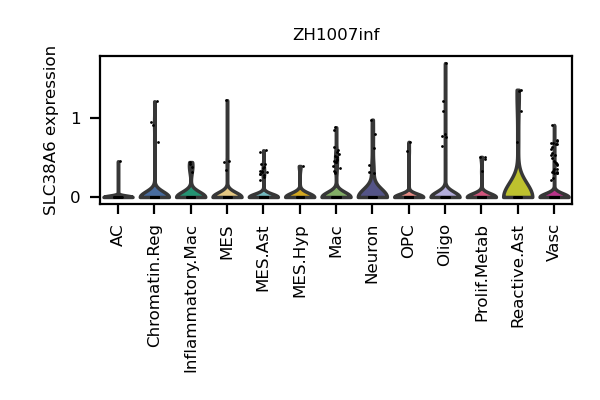 ZH1007inf
SLC38A6 expression
1
0
AC
Chromatin.Reg
Inflammatory.Mac
MES
MES.Ast
MES.Hyp
Mac
Neuron
OPC
Oligo
Prolif.Metab
Reactive.Ast
Vasc